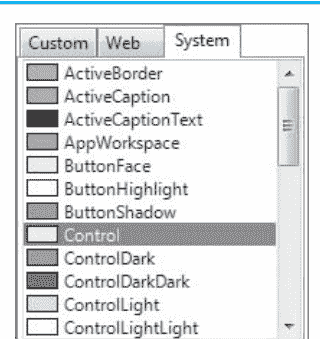 Custom Web System
ActiveBorder
ActiveCaption
ActiveCaptionText
AppWorkspace
ButtonFace
ButtonHighlight
ButtonShadow
Control
ControlDark
ControlDarkDark
ControlLight
ControlLightLight